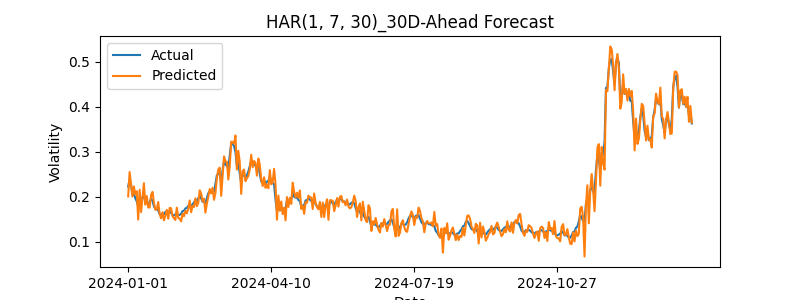 HAR(1, 7, 30)_30D-Ahead Forecast
Actual
Predicted
Volatility
0.5
0.4
0.3
0.2
0.1
2024-01-01 2024-04-10 2024-07-19 2024-10-27